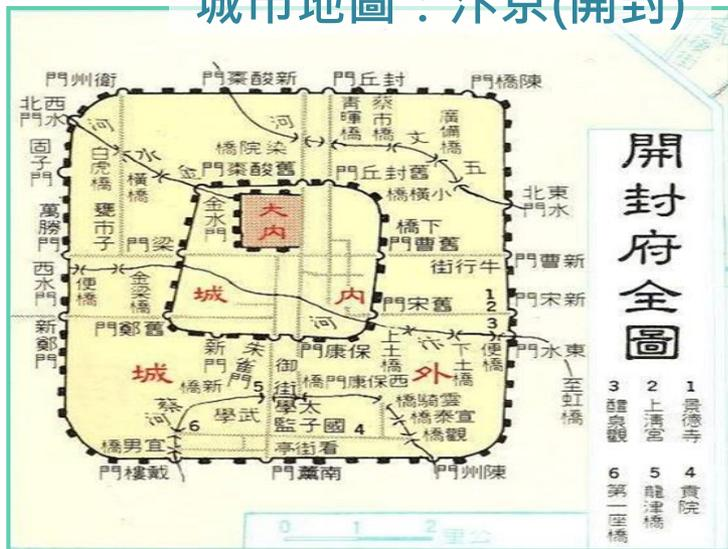 城市地圖：汴京(開封)
衛州門
新酸棗門
封丘門
陳橋門
西北水門
固子門
萬勝門
西水門
新鄭門
河
水
金
白虎橋
橫橋
甕市子
染院橋
舊酸棗門
青暉橋
蔡市橋
廣備橋
丈
五
河
舊封丘門
小橫橋
東北水門
金水門
大內
下橋
舊曹門
梁門
牛行街
新曹門
便橋
金梁橋
城
內
舊宋門
新宋門
1
2
3
舊鄭門
河
汴
上土橋
下土橋
便橋
東水門
至虹橋
城
外
新門
朱雀門
御街
保康門
新橋
5
西保康門橋
蔡河
6
武學
太學
國子監
4
雲騎橋
宣泰橋
觀橋
宜男橋
看街亭
戴樓門
南薰門
陳州門
開封府全圖
1 景德寺
2 上清宮
3 醴泉觀
4 貢院
5 龍津橋
6 第一座橋
0 1 2 公里